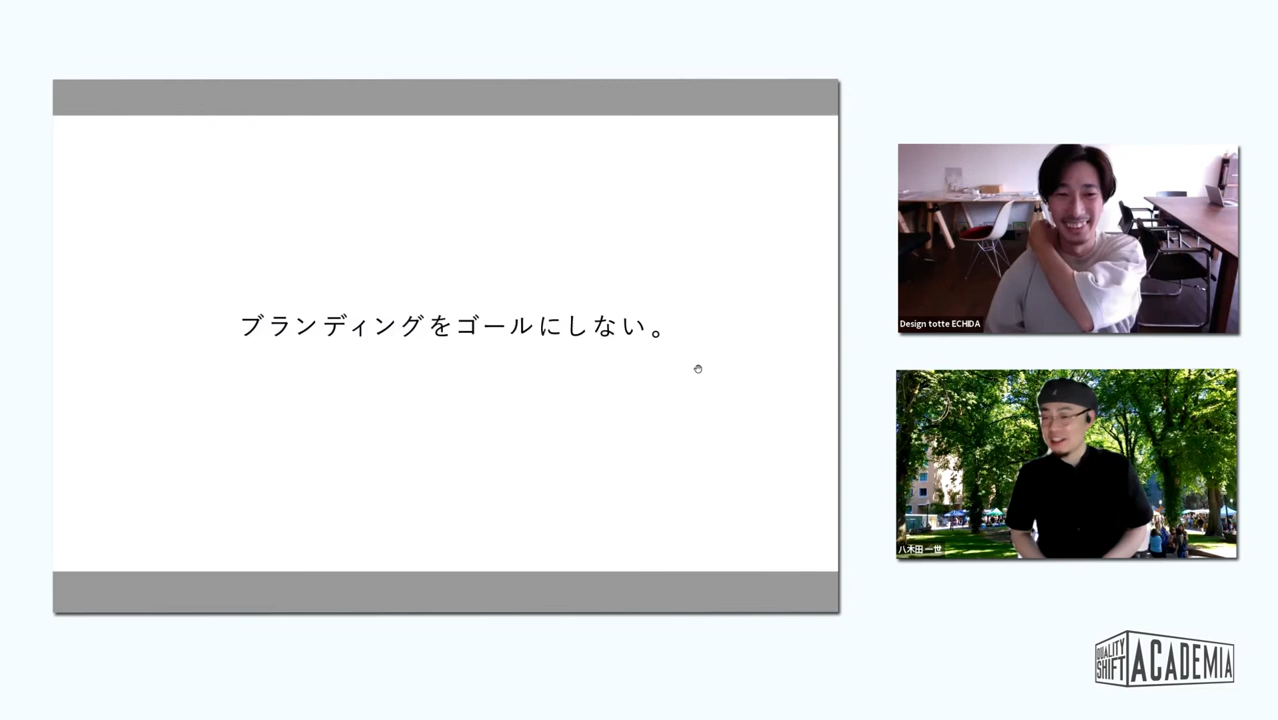 ブランディングをゴールにしない。
Design totte ECHIDA
八木田 一世
QUALITY
SHIFT
ACADEMIA